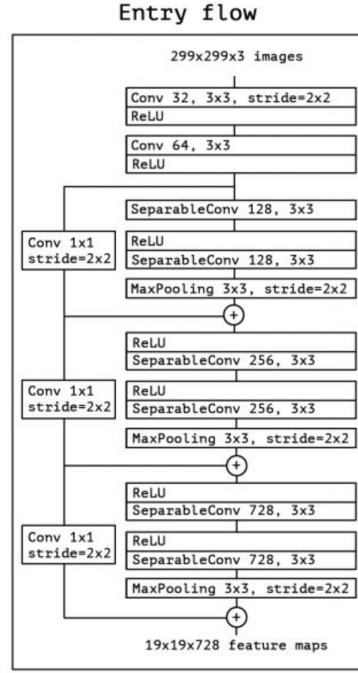 Entry flow
299x299x3 images
Conv 32, 3x3, stride=2x2
ReLU
Conv 64, 3x3
ReLU
SeparableConv 128, 3x3
Conv 1x1
stride=2x2
ReLU
SeparableConv 128, 3x3
MaxPooling 3x3, stride=2x2
+
ReLU
SeparableConv 256, 3x3
Conv 1x1
stride=2x2
ReLU
SeparableConv 256, 3x3
MaxPooling 3x3, stride=2x2
+
ReLU
SeparableConv 728, 3x3
Conv 1x1
stride=2x2
ReLU
SeparableConv 728, 3x3
MaxPooling 3x3, stride=2x2
+
19x19x728 feature maps